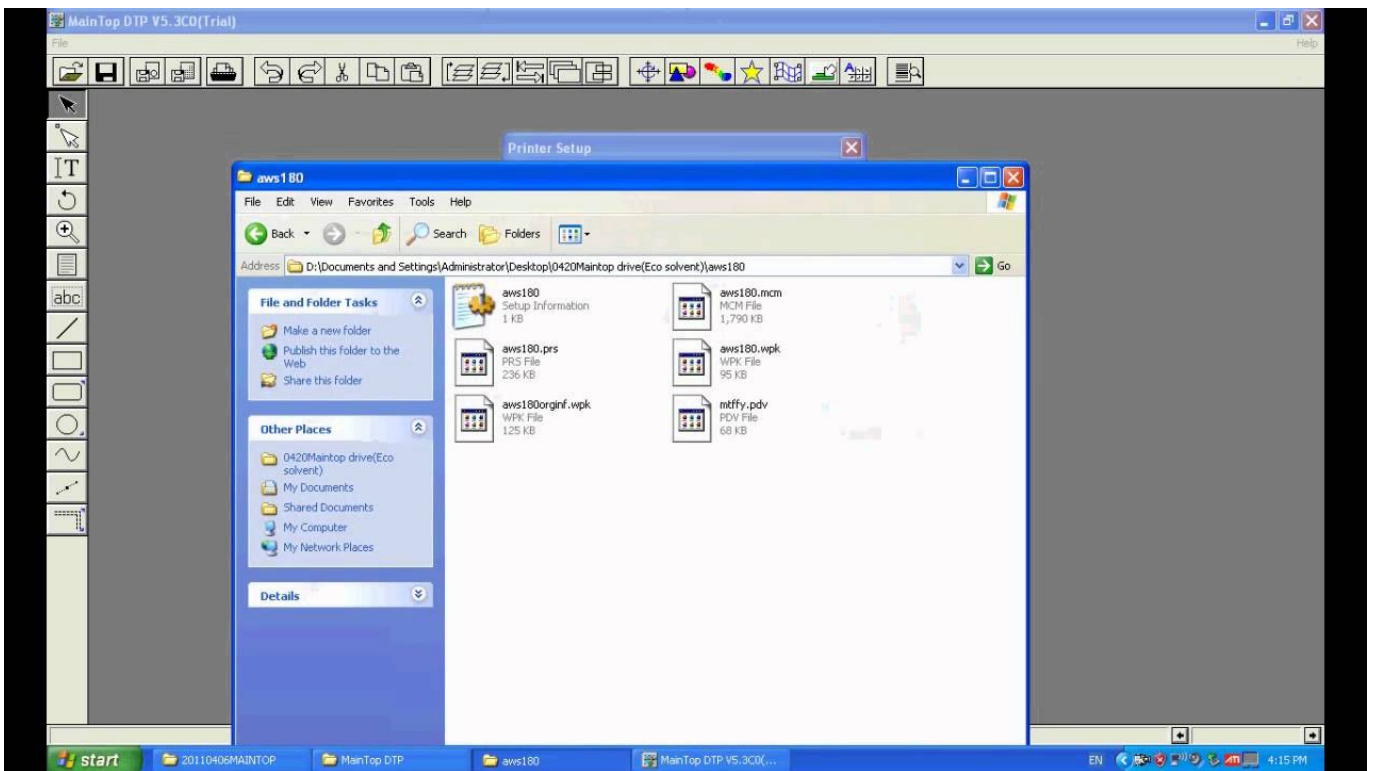 MainTop DTP V5.3C0(Trial)
File
Help
IT
abc
Printer Setup
aws180
File Edit View Favorites Tools Help
Back
Search
Folders
Address
D:\Documents and Settings\Administrator\Desktop\0420Maintop drive(Eco solvent)\aws180
Go
File and Folder Tasks
Make a new folder
Publish this folder to the
Web
Share this folder
Other Places
0420Maintop drive(Eco
solvent)
My Documents
Shared Documents
My Computer
My Network Places
Details
aws180
Setup Information
1 KB
aws180.mcm
MCM File
1,790 KB
aws180.prs
PRS File
236 KB
aws180.wpk
WPK File
95 KB
aws180orginf.wpk
WPK File
125 KB
mtffy.pdv
PDV File
68 KB
start
20110406MAINTOP
MainTop DTP
aws180
MainTop DTP V5.3C0(...
EN
4:15 PM